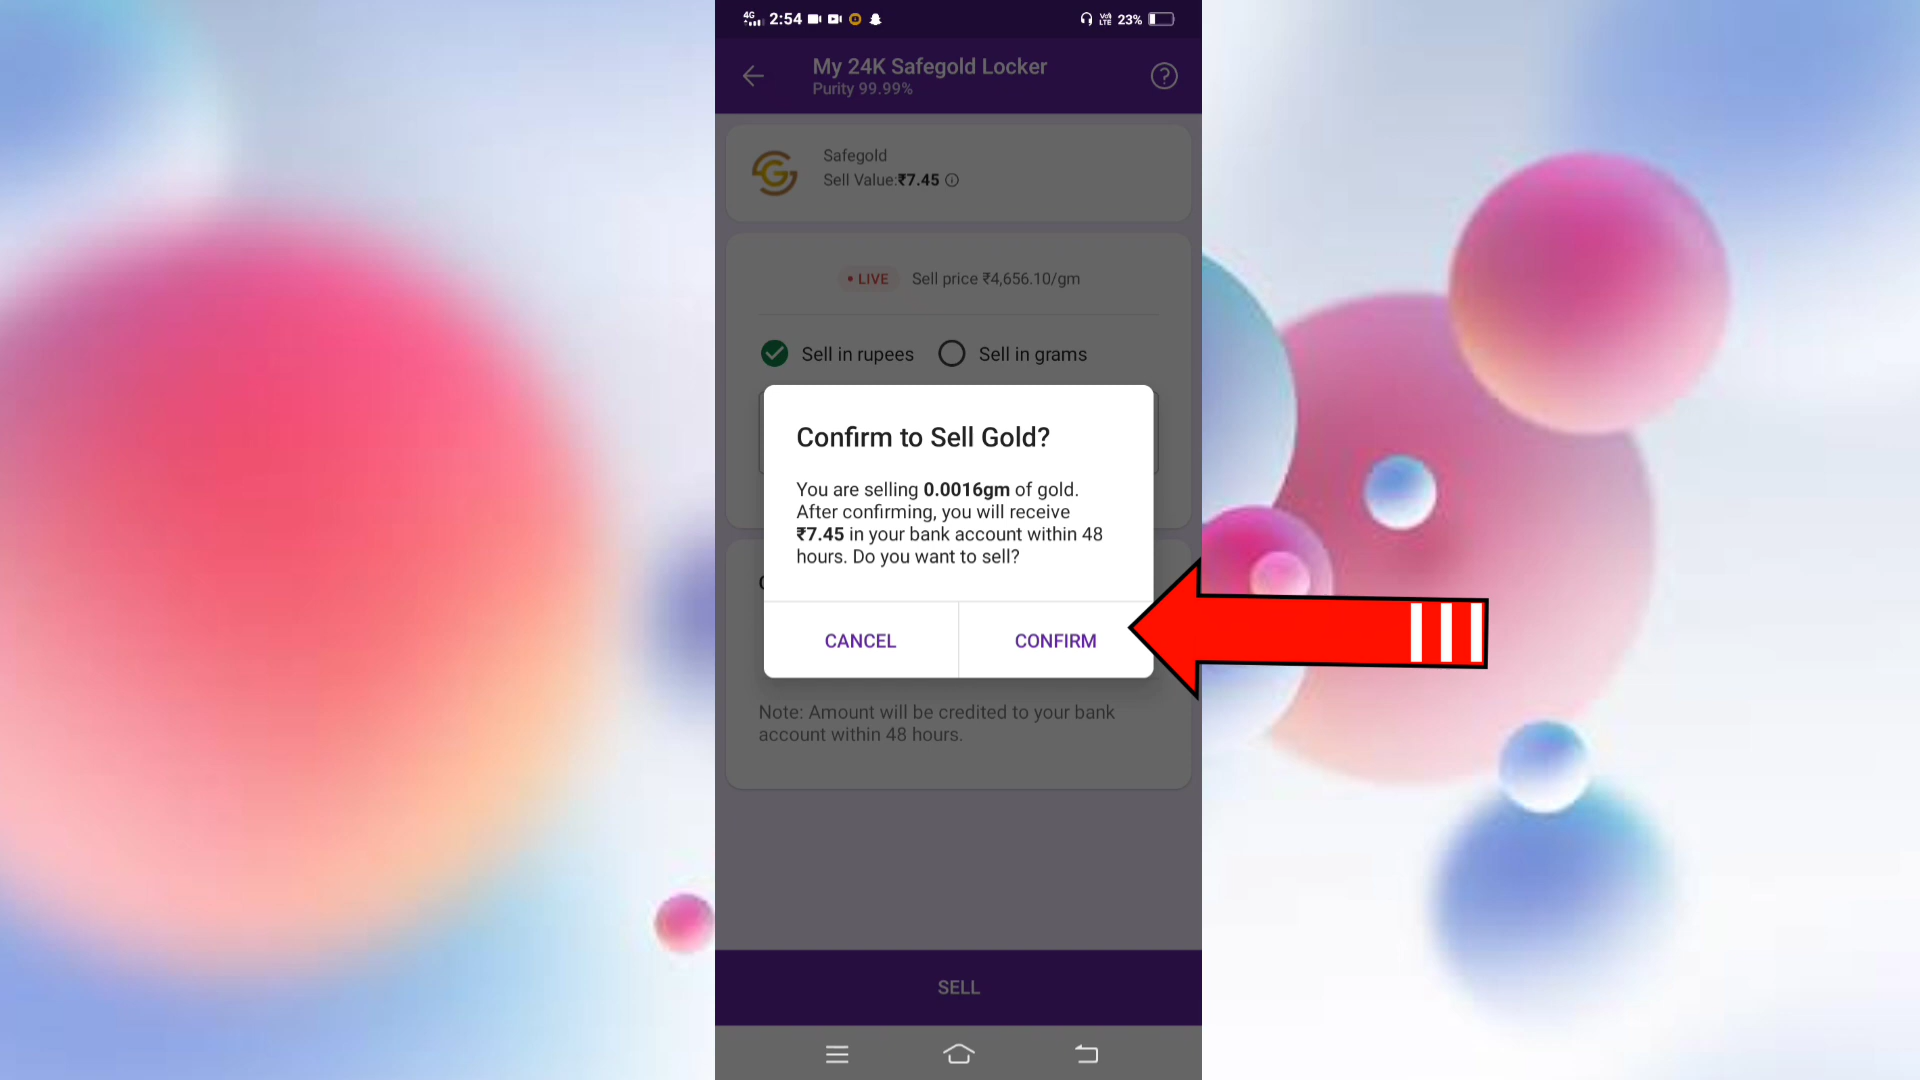 4G 2:54 VoLTE 23%
My 24K Safegold Locker
Purity 99.99%
Safegold
Sell Value:₹7.45
• LIVE Sell price ₹4,656.10/gm
Sell in rupees Sell in grams
Confirm to Sell Gold?
You are selling 0.0016gm of gold.
After confirming, you will receive
₹7.45 in your bank account within 48
hours. Do you want to sell?
CANCEL CONFIRM
Note: Amount will be credited to your bank
account within 48 hours.
SELL